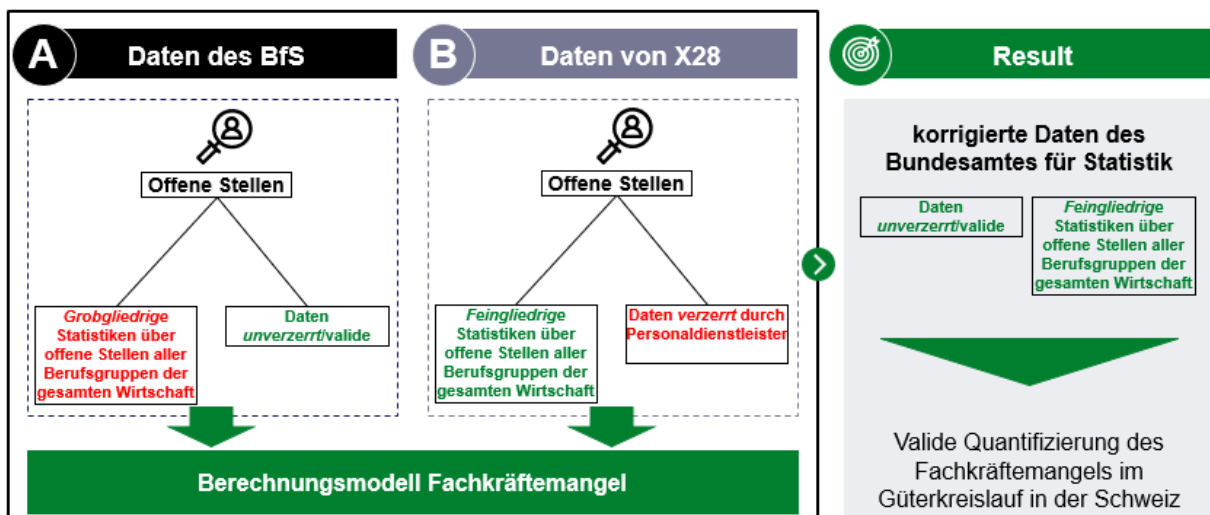 A
Daten des BfS
Offene Stellen
Grobgliedrige
Statistiken über
offene Stellen aller
Berufsgruppen der
gesamten Wirtschaft
Daten
unverzerrt/valide
B
Daten von X28
Offene Stellen
Feingliedrige
Statistiken über
offene Stellen aller
Berufsgruppen der
gesamten Wirtschaft
Daten verzerrt durch
Personaldienstleister
Berechnungsmodell Fachkräftemangel
Result
korrigierte Daten des
Bundesamtes für Statistik
Daten
unverzerrt/valide
Feingliedrige
Statistiken über
offene Stellen aller
Berufsgruppen der
gesamten Wirtschaft
Valide Quantifizierung des
Fachkräftemangels im
Güterkreislauf in der Schweiz